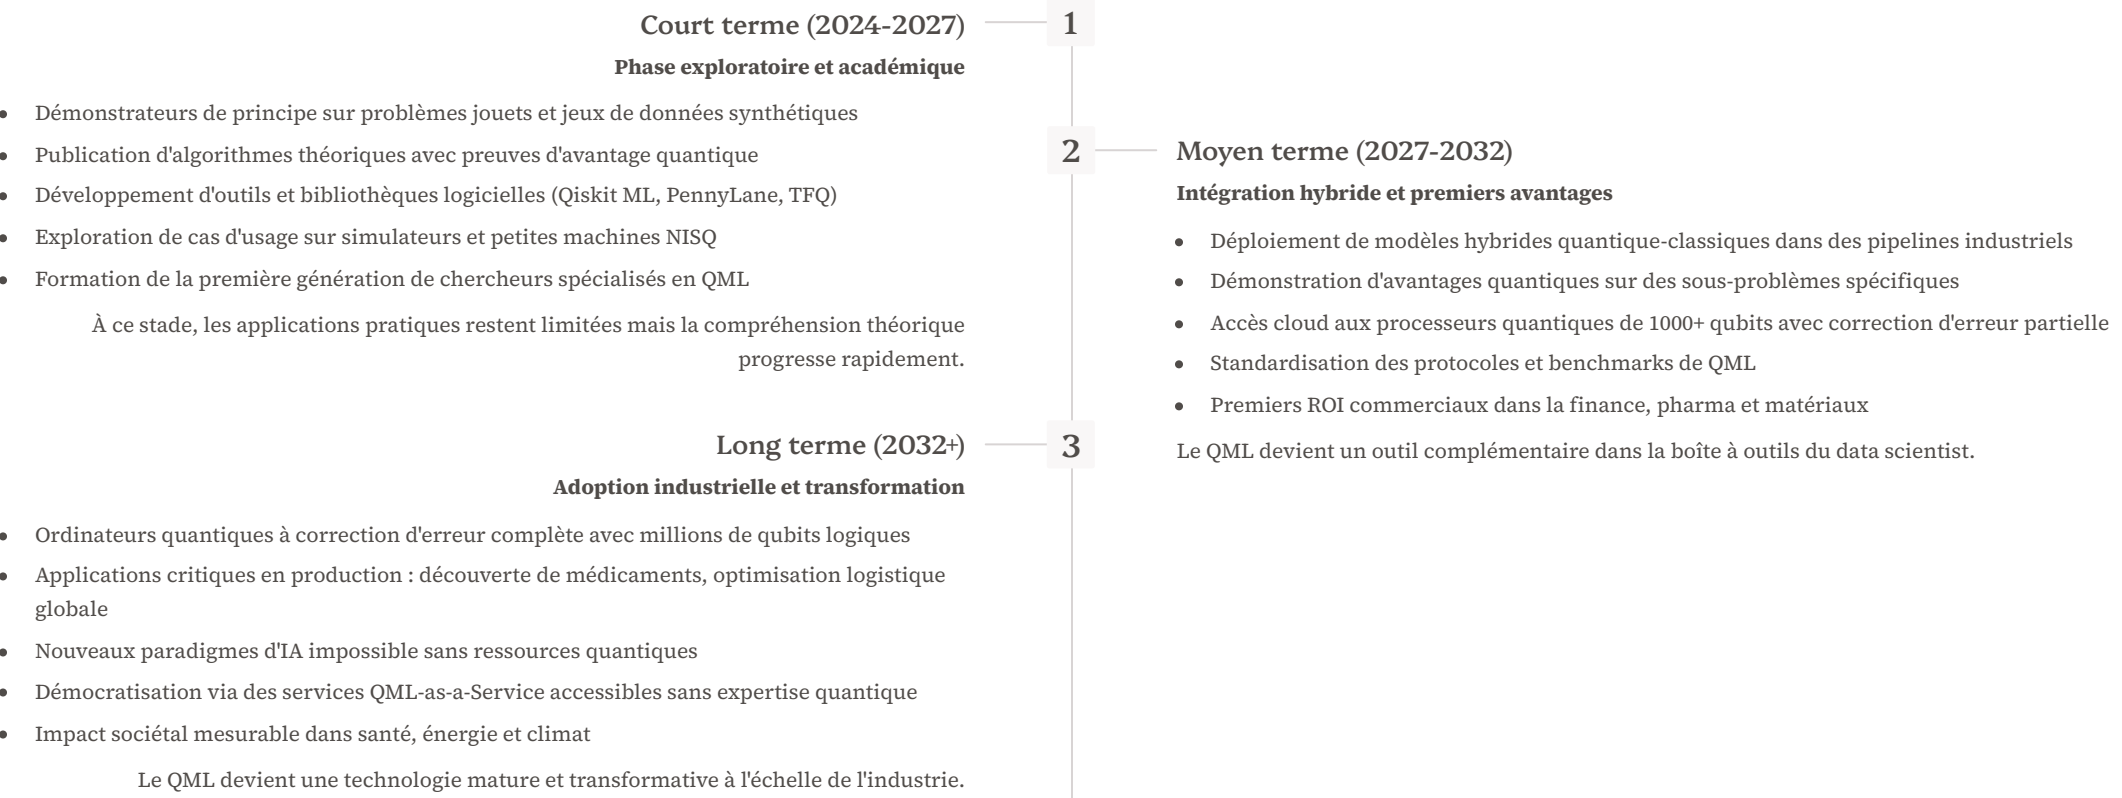 Court terme (2024-2027)
1
Phase exploratoire et académique
Démonstrateurs de principe sur problèmes jouets et jeux de données synthétiques
Publication d'algorithmes théoriques avec preuves d'avantage quantique
Développement d'outils et bibliothèques logicielles (Qiskit ML, PennyLane, TFQ)
Exploration de cas d'usage sur simulateurs et petites machines NISQ
Formation de la première génération de chercheurs spécialisés en QML
À ce stade, les applications pratiques restent limitées mais la compréhension théorique
progresse rapidement.
2
Moyen terme (2027-2032)
Intégration hybride et premiers avantages
Déploiement de modèles hybrides quantique-classiques dans des pipelines industriels
Démonstration d'avantages quantiques sur des sous-problèmes spécifiques
Accès cloud aux processeurs quantiques de 1000+ qubits avec correction d'erreur partielle
Standardisation des protocoles et benchmarks de QML
Premiers ROI commerciaux dans la finance, pharma et matériaux
Le QML devient un outil complémentaire dans la boîte à outils du data scientist.
Long terme (2032+)
3
Adoption industrielle et transformation
Ordinateurs quantiques à correction d'erreur complète avec millions de qubits logiques
Applications critiques en production : découverte de médicaments, optimisation logistique
globale
Nouveaux paradigmes d'IA impossible sans ressources quantiques
Démocratisation via des services QML-as-a-Service accessibles sans expertise quantique
Impact sociétal mesurable dans santé, énergie et climat
Le QML devient une technologie mature et transformative à l'échelle de l'industrie.